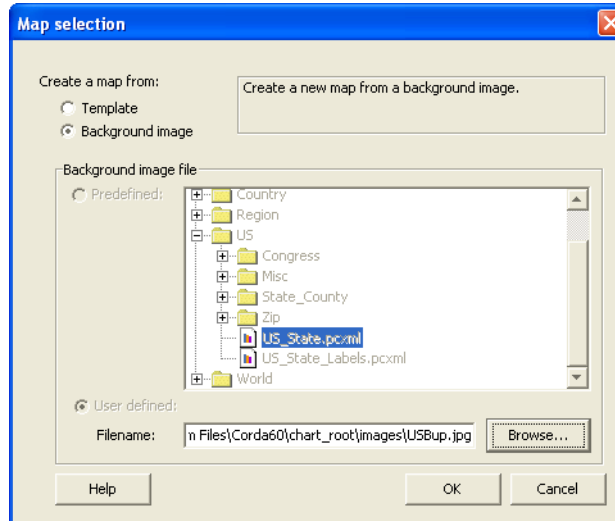 Map selection
Create a map from:
Create a new map from a background image.
Template
Background image
Background image file
Predefined:
Country
Region
US
Congress
Misc
State_County
Zip
US_State.pcxml
US_State_Labels.pcxml
World
User defined:
Filename: n Files\Corda60\chart_root\images\USBup.jpg Browse...
Help OK Cancel